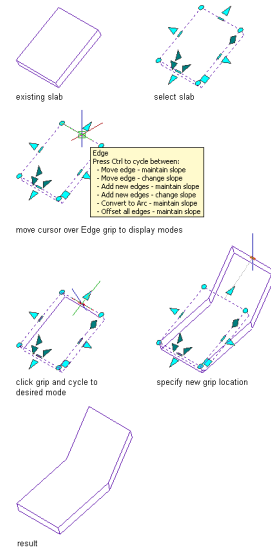 existing slab
select slab
Edge
Press Ctrl to cycle between:
- Move edge - maintain slope
- Move edge - change slope
- Add new edges - maintain slope
- Add new edges - change slope
- Convert to Arc - maintain slope
- Offset all edges - maintain slope
move cursor over Edge grip to display modes
click grip and cycle to
desired mode
specify new grip location
result